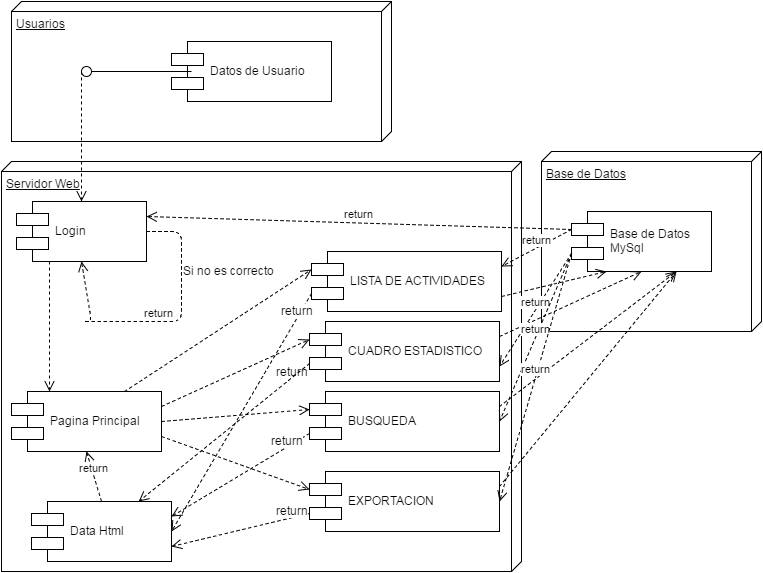 Usuarios
Datos de Usuario
Servidor Web
Base de Datos
Login
return
Base de Datos
MySql
return
Si no es correcto
LISTA DE ACTIVIDADES
return
return
return
return
CUADRO ESTADISTICO
return
return
Pagina Principal
BUSQUEDA
return
return
EXPORTACION
return
Data Html